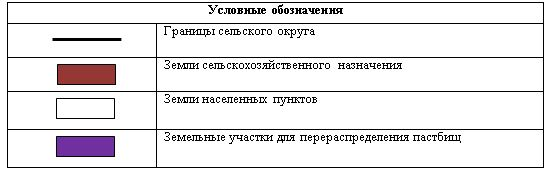 Условные обозначения
Границы сельского округа
Земли сельскохозяйственного назначения
Земли населенных пунктов
Земельные участки для перераспределения пастбищ